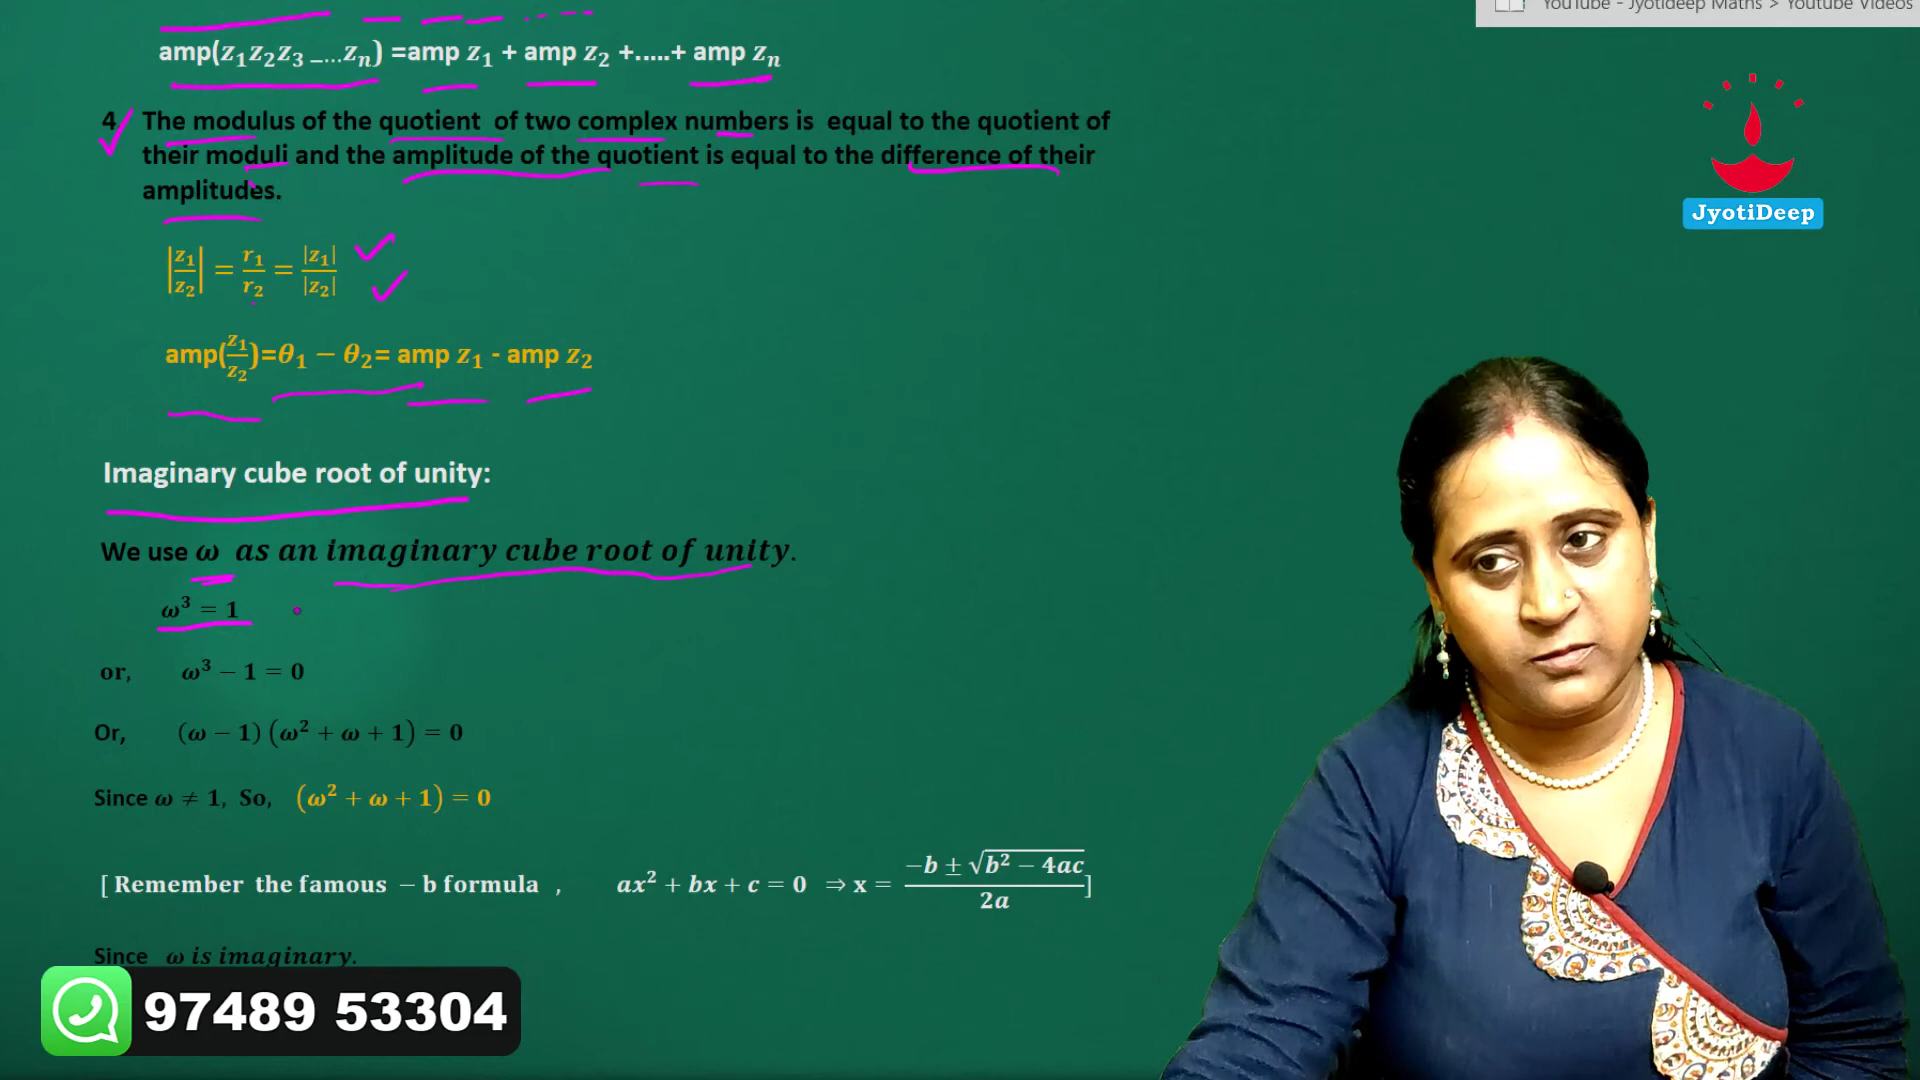 YouTube - Jyotideep Maths > Youtube Videos
amp(z₁z₂z₃ _...zₙ) =amp z₁ + amp z₂ +.....+ amp zₙ
4. The modulus of the quotient of two complex numbers is equal to the quotient of
their moduli and the amplitude of the quotient is equal to the difference of their
amplitudes.
|z₁/z₂| = r₁/r₂ = |z₁|/|z₂|
amp(z₁/z₂)=θ₁ − θ₂= amp z₁ - amp z₂
Imaginary cube root of unity:
We use ω as an imaginary cube root of unity.
ω³ = 1
or, ω³ − 1 = 0
Or, (ω − 1) (ω² + ω + 1) = 0
Since ω ≠ 1, So, (ω² + ω + 1) = 0
[ Remember the famous − b formula , ax² + bx + c = 0 ⇒ x = (−b ± √(b² − 4ac))/2a ]
Since ω is imaginary.
97489 53304
JyotiDeep